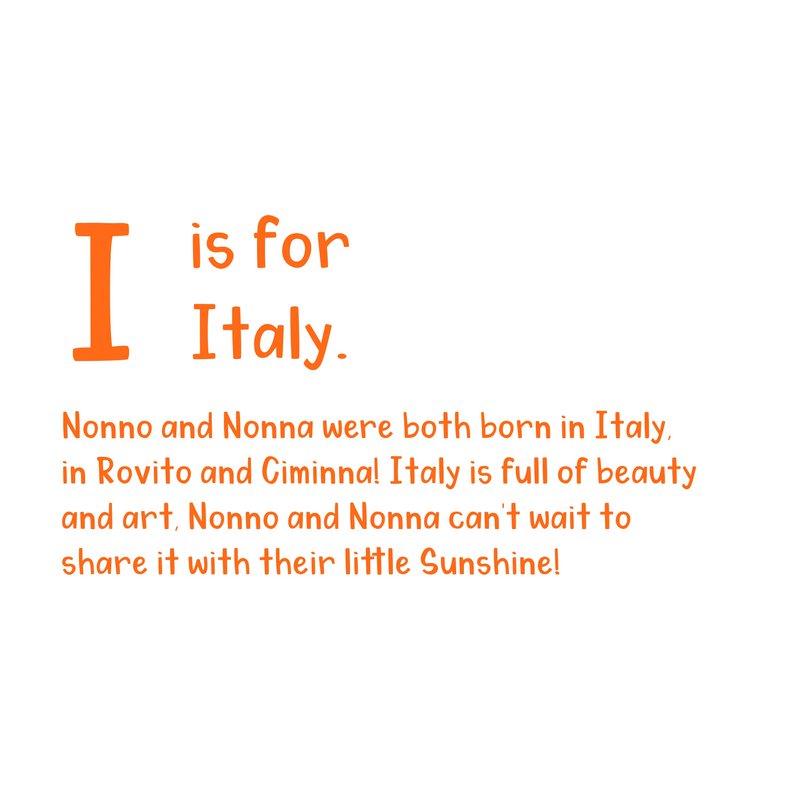 I is for
Italy.
Nonno and Nonna were both born in Italy,
in Rovito and Ciminna! Italy is full of beauty
and art, Nonno and Nonna can't wait to
share it with their little Sunshine!